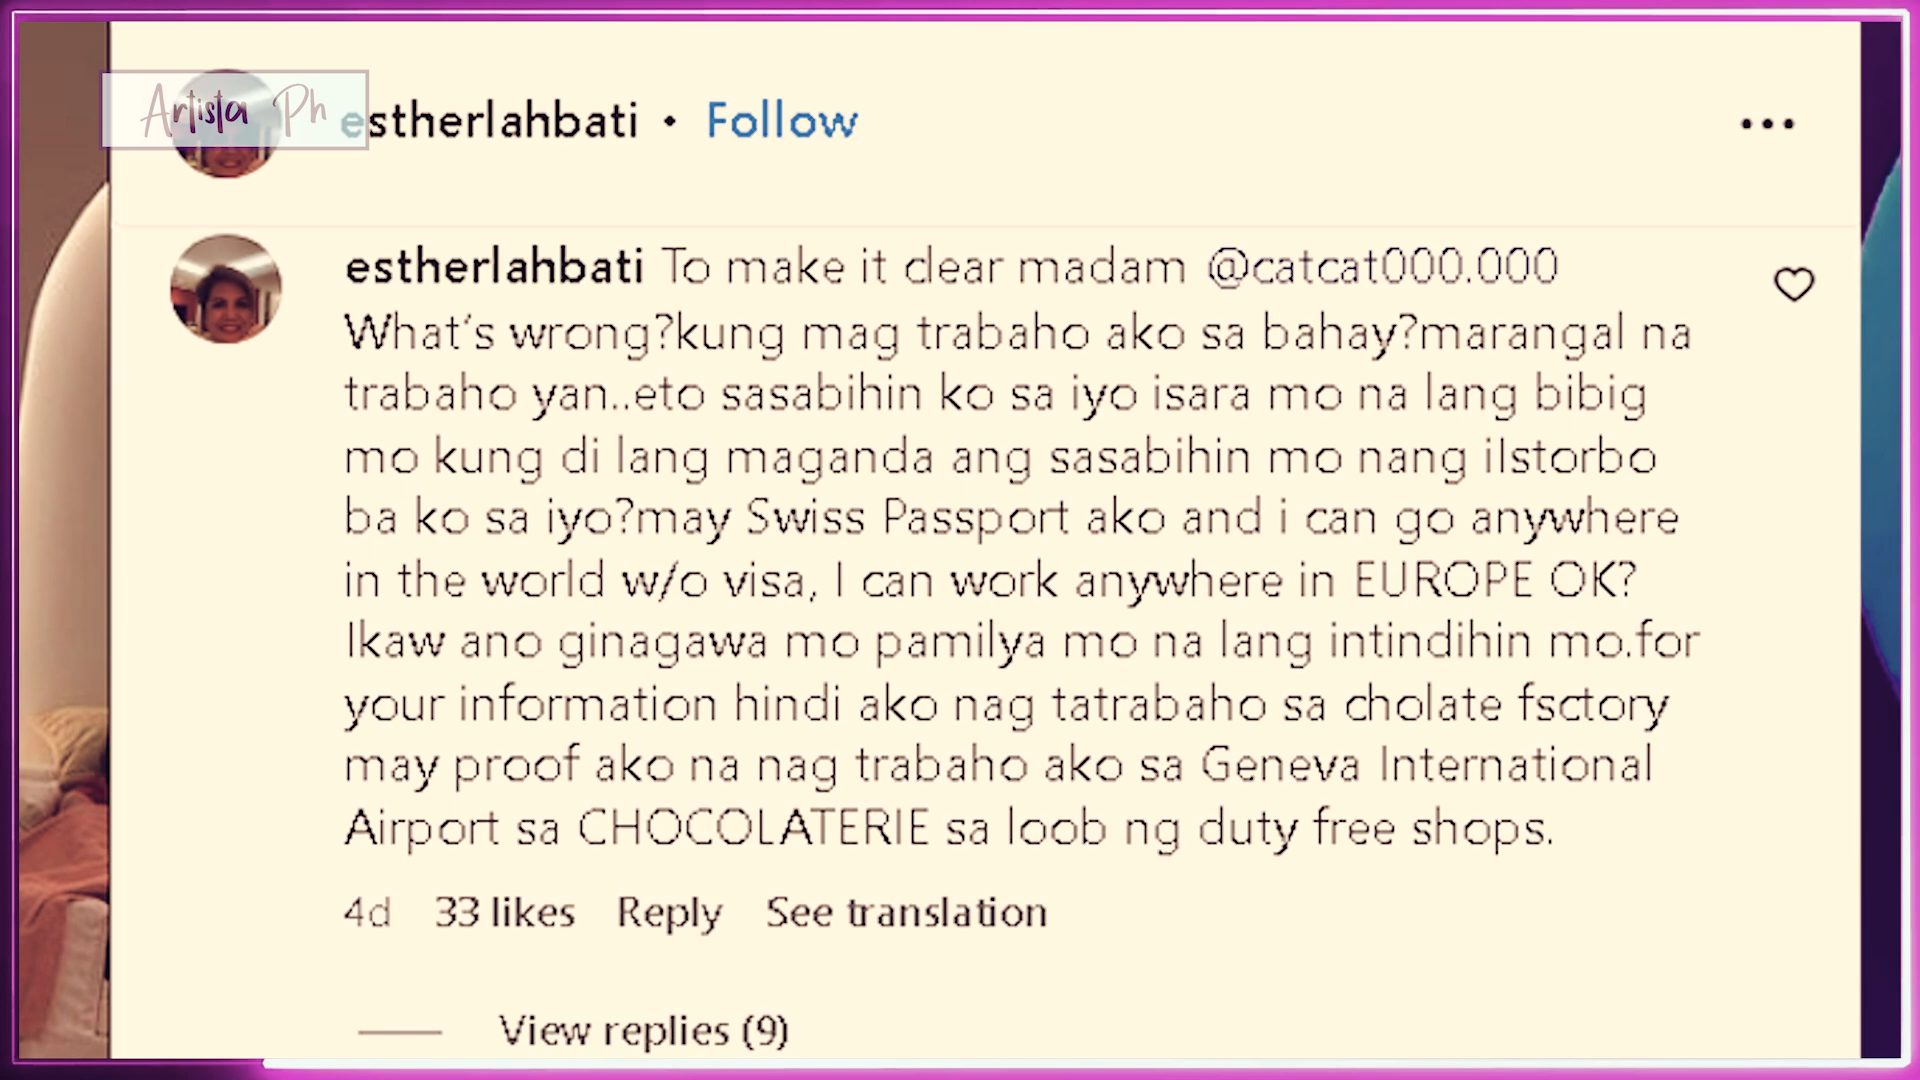 Artista Ph
estherlahbati • Follow
estherlahbati To make it clear madam @catcat000.000
What's wrong?kung mag trabaho ako sa bahay?marangal na
trabaho yan..eto sasabihin ko sa iyo isara mo na lang bibig
mo kung di lang maganda ang sasabihin mo nang iIstorbo
ba ko sa iyo?may Swiss Passport ako and i can go anywhere
in the world w/o visa, I can work anywhere in EUROPE OK?
Ikaw ano ginagawa mo pamilya mo na lang intindihin mo.for
your information hindi ako nag tatrabaho sa cholate fsctory
may proof ako na nag trabaho ako sa Geneva International
Airport sa CHOCOLATERIE sa loob ng duty free shops.
4d 33 likes Reply See translation
View replies (9)